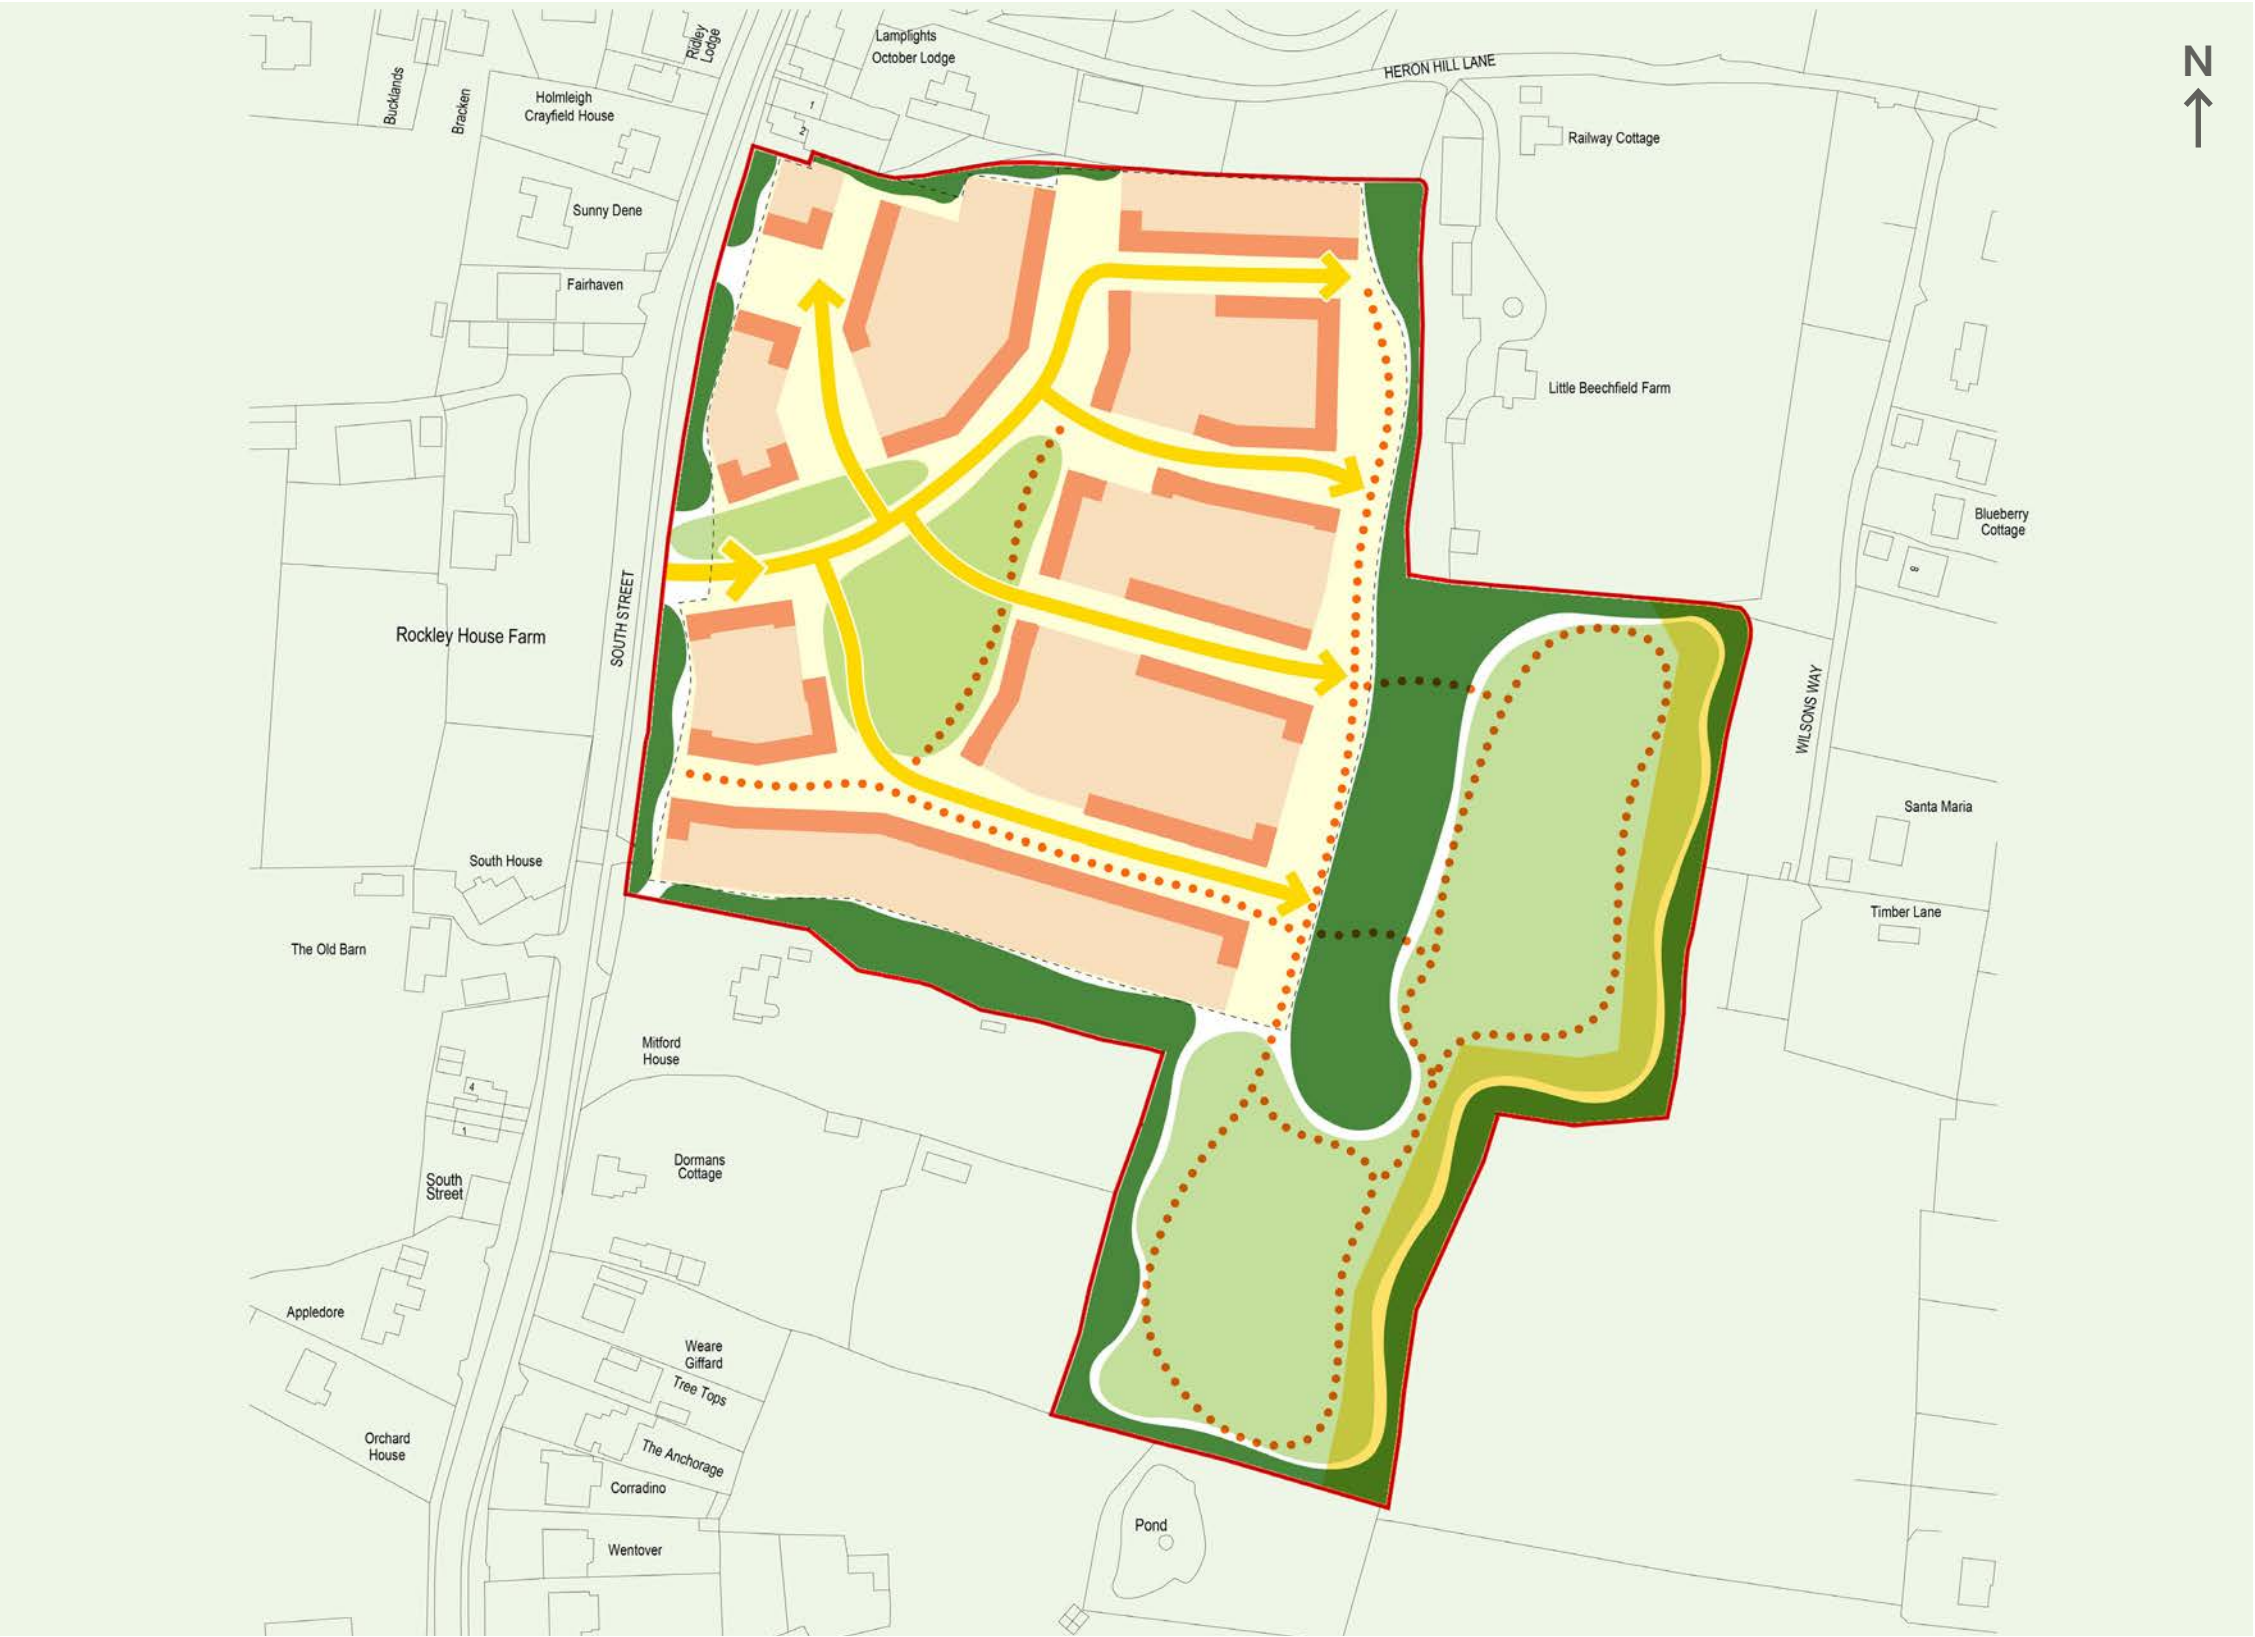 Ridley
Lodge
Lamplights
October Lodge
HERON HILL LANE
N
Bucklands
Bracken
Holmleigh
Crayfield House
1
2
Railway Cottage
Sunny Dene
Fairhaven
Little Beechfield Farm
Blueberry
Cottage
8
SOUTH STREET
Rockley House Farm
WILSONS WAY
Santa Maria
South House
Timber Lane
The Old Barn
Mitford
House
4
1
Dormans
Cottage
South
Street
Appledore
Weare
Giffard
Tree Tops
Orchard
House
The Anchorage
Corradino
Pond
Wentover